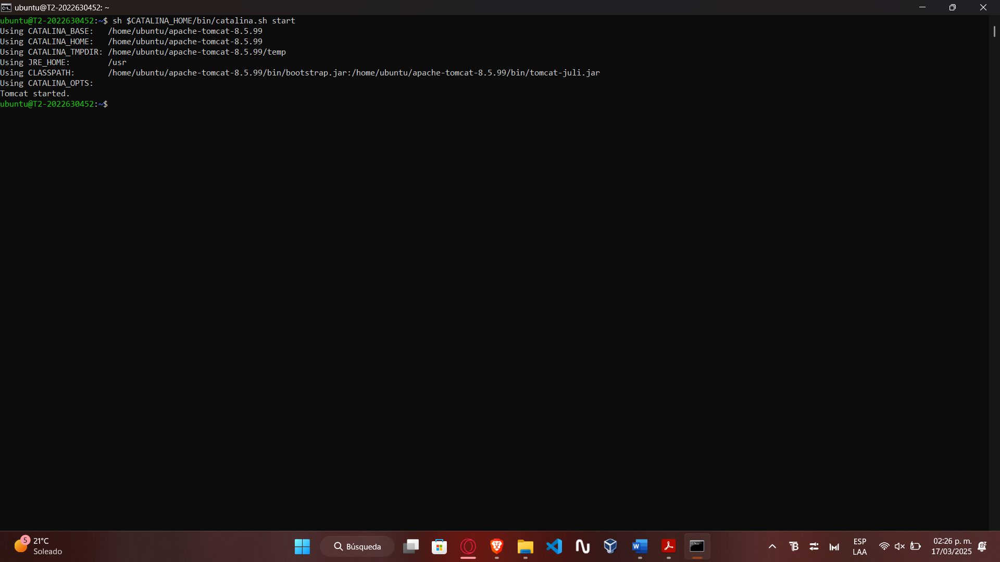 ubuntu@T2-2022630452: ~
ubuntu@T2-2022630452:~$ sh $CATALINA_HOME/bin/catalina.sh start
Using CATALINA_BASE:   /home/ubuntu/apache-tomcat-8.5.99
Using CATALINA_HOME:   /home/ubuntu/apache-tomcat-8.5.99
Using CATALINA_TMPDIR: /home/ubuntu/apache-tomcat-8.5.99/temp
Using JRE_HOME:        /usr
Using CLASSPATH:       /home/ubuntu/apache-tomcat-8.5.99/bin/bootstrap.jar:/home/ubuntu/apache-tomcat-8.5.99/bin/tomcat-juli.jar
Using CATALINA_OPTS:
Tomcat started.
ubuntu@T2-2022630452:~$
5
21°C
Soleado
Búsqueda
ESP
LAA
02:26 p. m.
17/03/2025